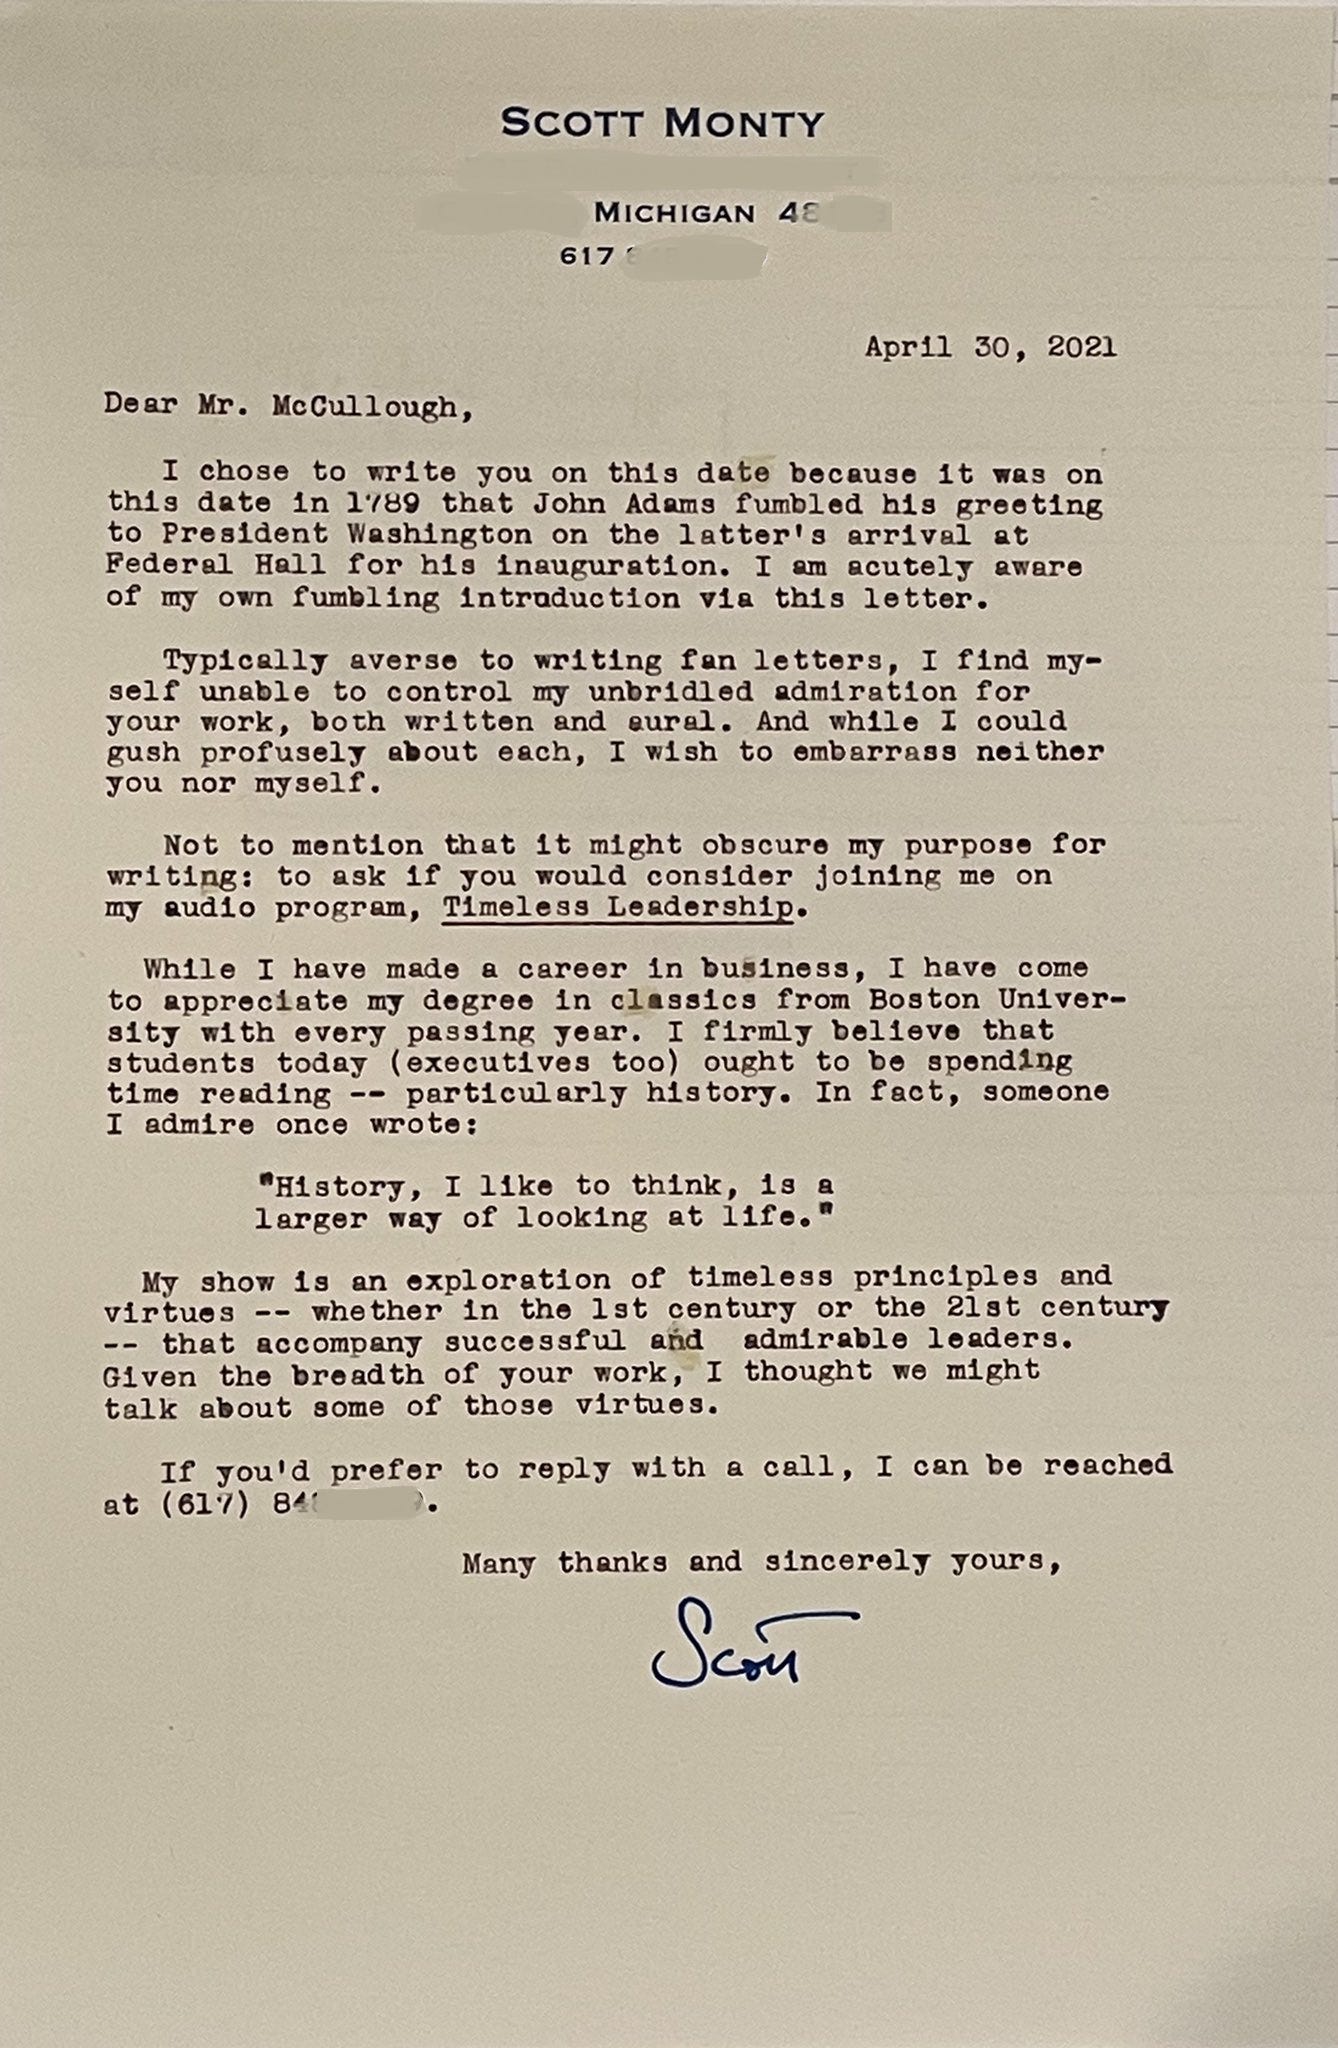 SCOTT MONTY
MICHIGAN 48
617
April 30, 2021
Dear Mr. McCullough,
I chose to write you on this date because it was on
this date in 1789 that John Adams fumbled his greeting
to President Washington on the latter's arrival at
Federal Hall for his inauguration. I am acutely aware
of my own fumbling introduction via this letter.
Typically averse to writing fan letters, I find my-
self unable to control my unbridled admiration for
your work, both written and aural. And while I could
gush profusely about each, I wish to embarrass neither
you nor myself.
Not to mention that it might obscure my purpose for
writing: to ask if you would consider joining me on
my audio program, Timeless Leadership.
While I have made a career in business, I have come
to appreciate my degree in classics from Boston Univer-
sity with every passing year. I firmly believe that
students today (executives too) ought to be spending
time reading -- particularly history. In fact, someone
I admire once wrote:
"History, I like to think, is a
larger way of looking at life."
My show is an exploration of timeless principles and
virtues -- whether in the 1st century or the 21st century
-- that accompany successful and admirable leaders.
Given the breadth of your work, I thought we might
talk about some of those virtues.
If you'd prefer to reply with a call, I can be reached
at (617) 84
Many thanks and sincerely yours,
Scott